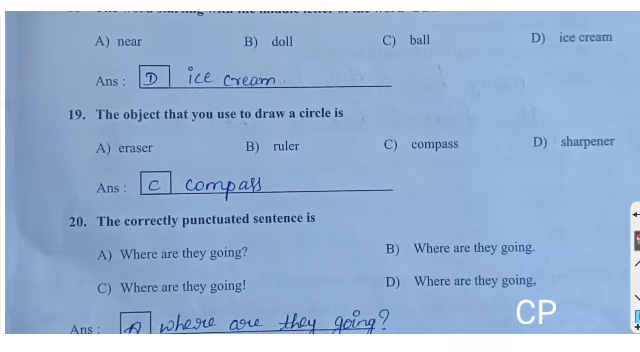 A) near B) doll C) ball D) ice cream
Ans : D ice cream.
19. The object that you use to draw a circle is
A) eraser B) ruler C) compass D) sharpener
Ans : C compass
20. The correctly punctuated sentence is
A) Where are they going? B) Where are they going.
C) Where are they going! D) Where are they going,
Ans : A where are they going?
CP